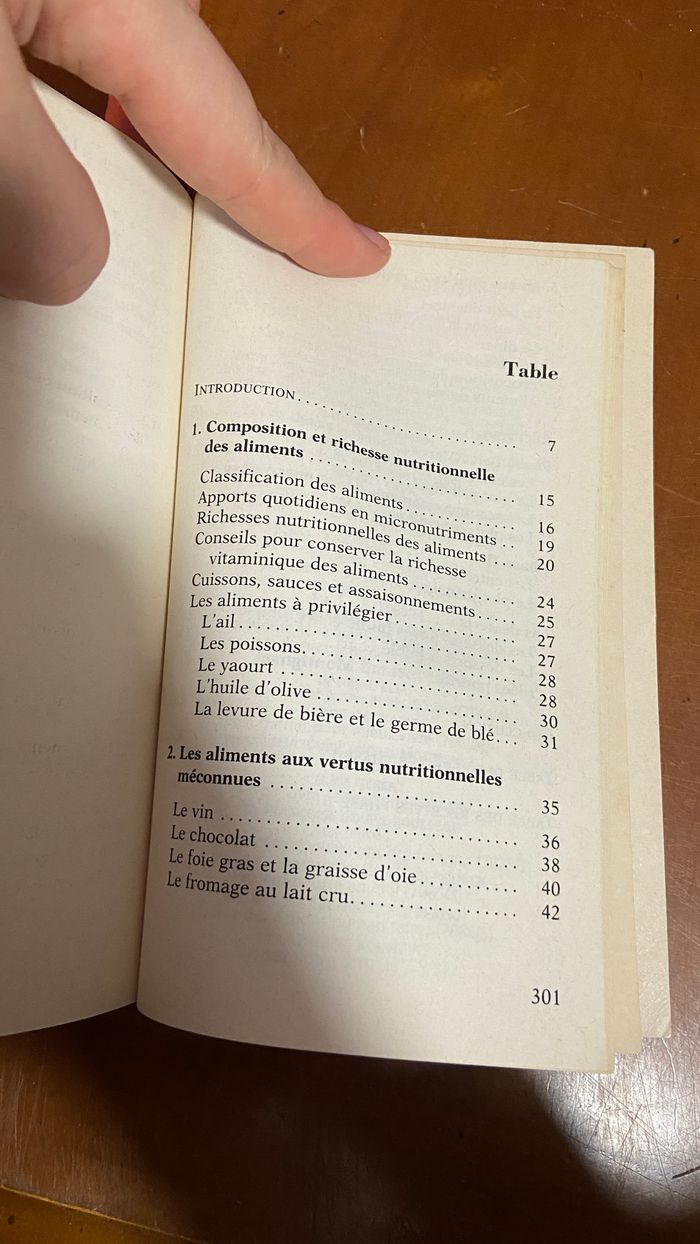 Table
INTRODUCTION. . . . . . . . . . . . . . . . . . . . . . . . . 7
1. Composition et richesse nutritionnelle
des aliments . . . . . . . . . . . . . . . . . . . . . . . . 15
Classification des aliments. . . . . . . . . . . . . 16
Apports quotidiens en micronutriments . . 19
Richesses nutritionnelles des aliments . . . 20
Conseils pour conserver la richesse
vitaminique des aliments . . . . . . . . . . . . 24
Cuissons, sauces et assaisonnements. . . . . 25
Les aliments à privilégier. . . . . . . . . . . . . . 27
L'ail . . . . . . . . . . . . . . . . . . . . . . . . . . . . . 27
Les poissons. . . . . . . . . . . . . . . . . . . . . . . 28
Le yaourt . . . . . . . . . . . . . . . . . . . . . . . . . 28
L'huile d'olive . . . . . . . . . . . . . . . . . . . . . 30
La levure de bière et le germe de blé. . . 31
2. Les aliments aux vertus nutritionnelles
méconnues . . . . . . . . . . . . . . . . . . . . . . . . . 35
Le vin . . . . . . . . . . . . . . . . . . . . . . . . . . . . . . 36
Le chocolat . . . . . . . . . . . . . . . . . . . . . . . . . 38
Le foie gras et la graisse d'oie . . . . . . . . . . 40
Le fromage au lait cru. . . . . . . . . . . . . . . . . 42
301